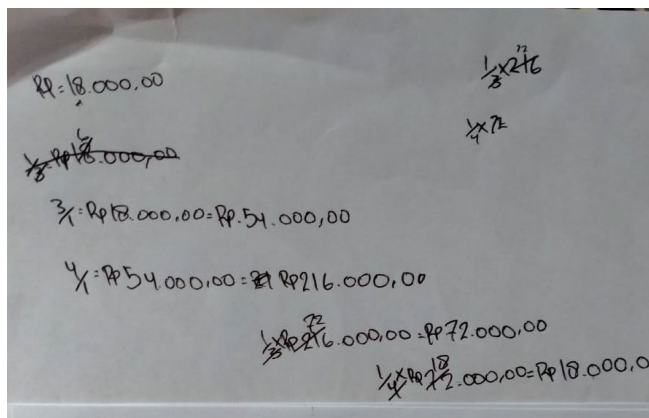 Rp = 18.000,00
1/3 × 216
72
1/4 × 72
1/3 Rp 18.000,00
6
3/1 = Rp 18.000,00 = Rp. 54.000,00
4/1 = Rp 54.000,00 = Rp 216.000,00
72
1/3 × Rp 216.000,00 = Rp 72.000,00
18
1/4 × Rp 72.000,00 = Rp 18.000,0